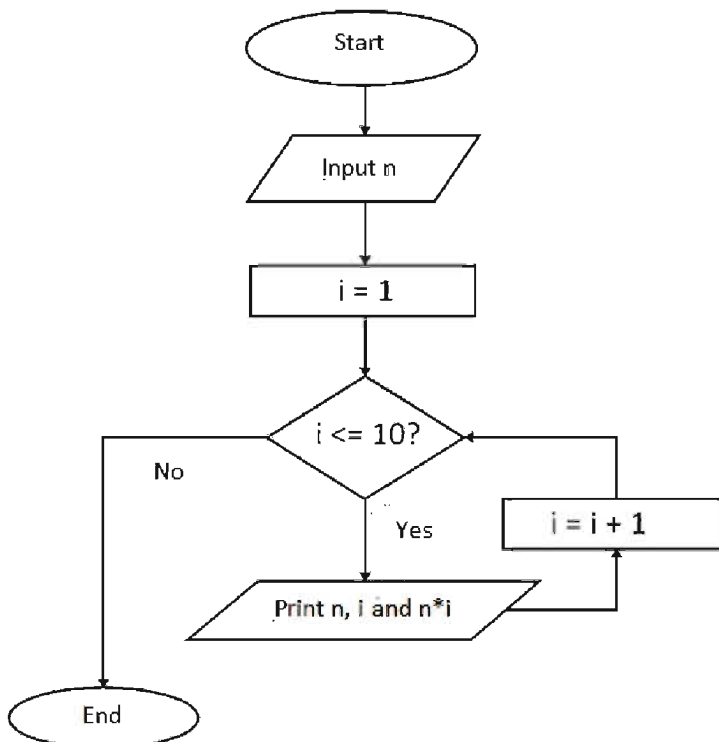 Start
Input n
i = 1
i <= 10?
No
Yes
i = i + 1
Print n, i and n*i
End